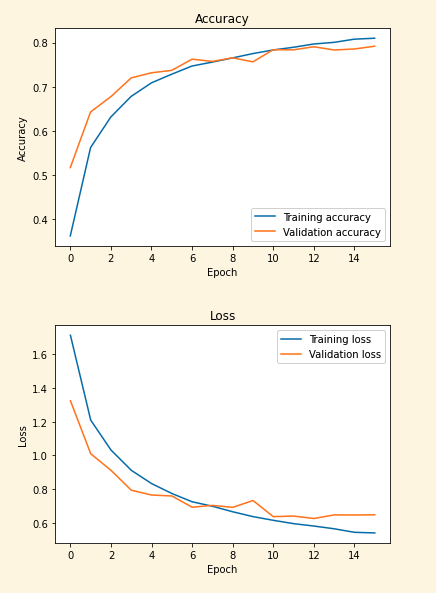 Accuracy
0.8
0.7
0.6
0.5
0.4
Accuracy
Training accuracy
Validation accuracy
0 2 4 6 8 10 12 14
Epoch
Loss
1.6
1.4
1.2
1.0
0.8
0.6
Loss
Training loss
Validation loss
0 2 4 6 8 10 12 14
Epoch